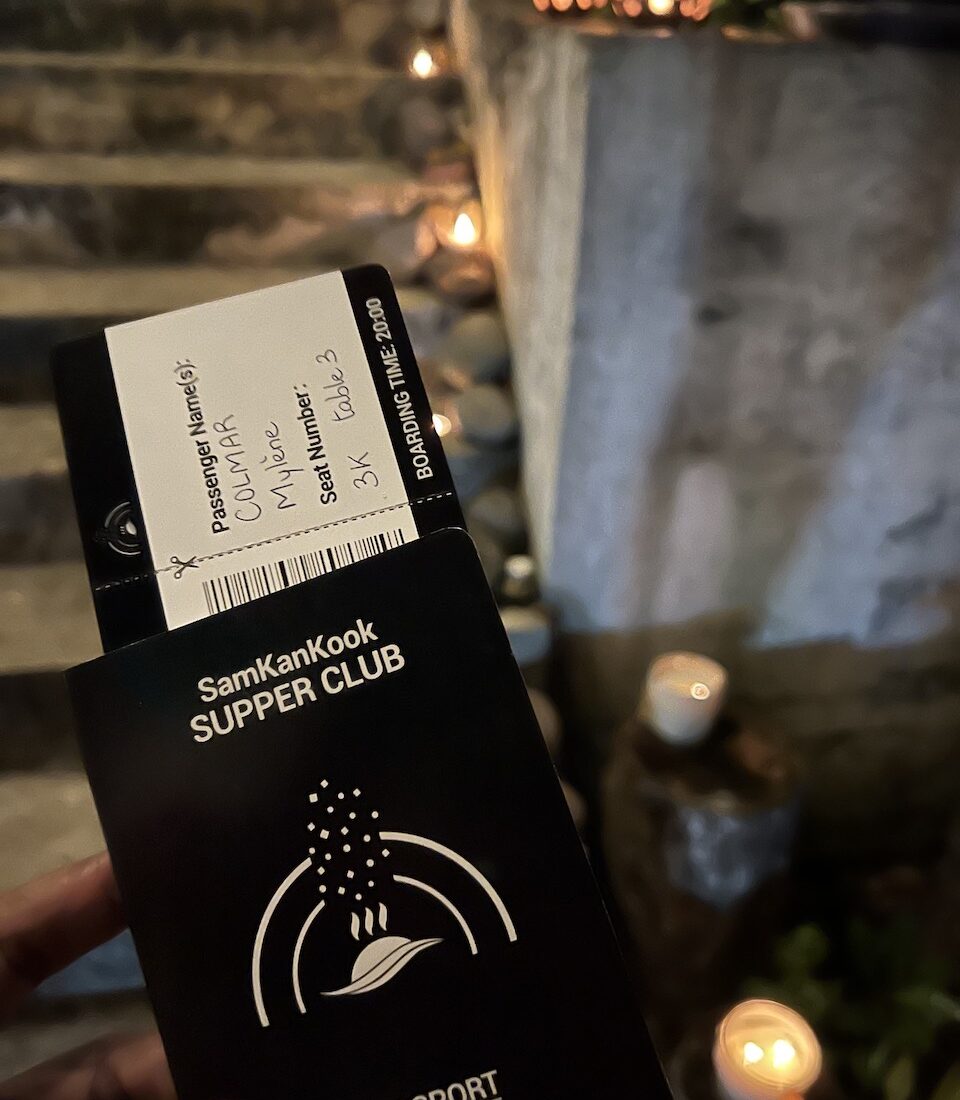 Passenger Name(s):
COLMAR
Mylène
Seat Number:
3K table 3
BOARDING TIME: 20:00
SamKanKook
SUPPER CLUB